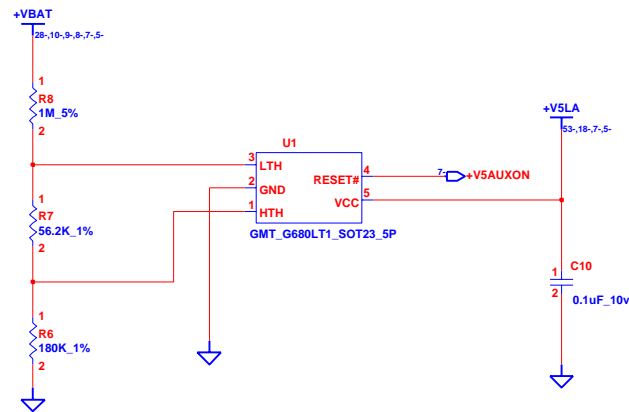 +VBAT
28-,10-,9-,8-,7-,5-
1
R8
1M_5%
2
+V5LA
53-,18-,7-,5-
U1
3
LTH
4
RESET#
7-
+V5AUXON
2
GND
5
VCC
1
HTH
GMT_G680LT1_SOT23_5P
1
R7
56.2K_1%
2
C10
1
2
0.1uF_10v
1
R6
180K_1%
2